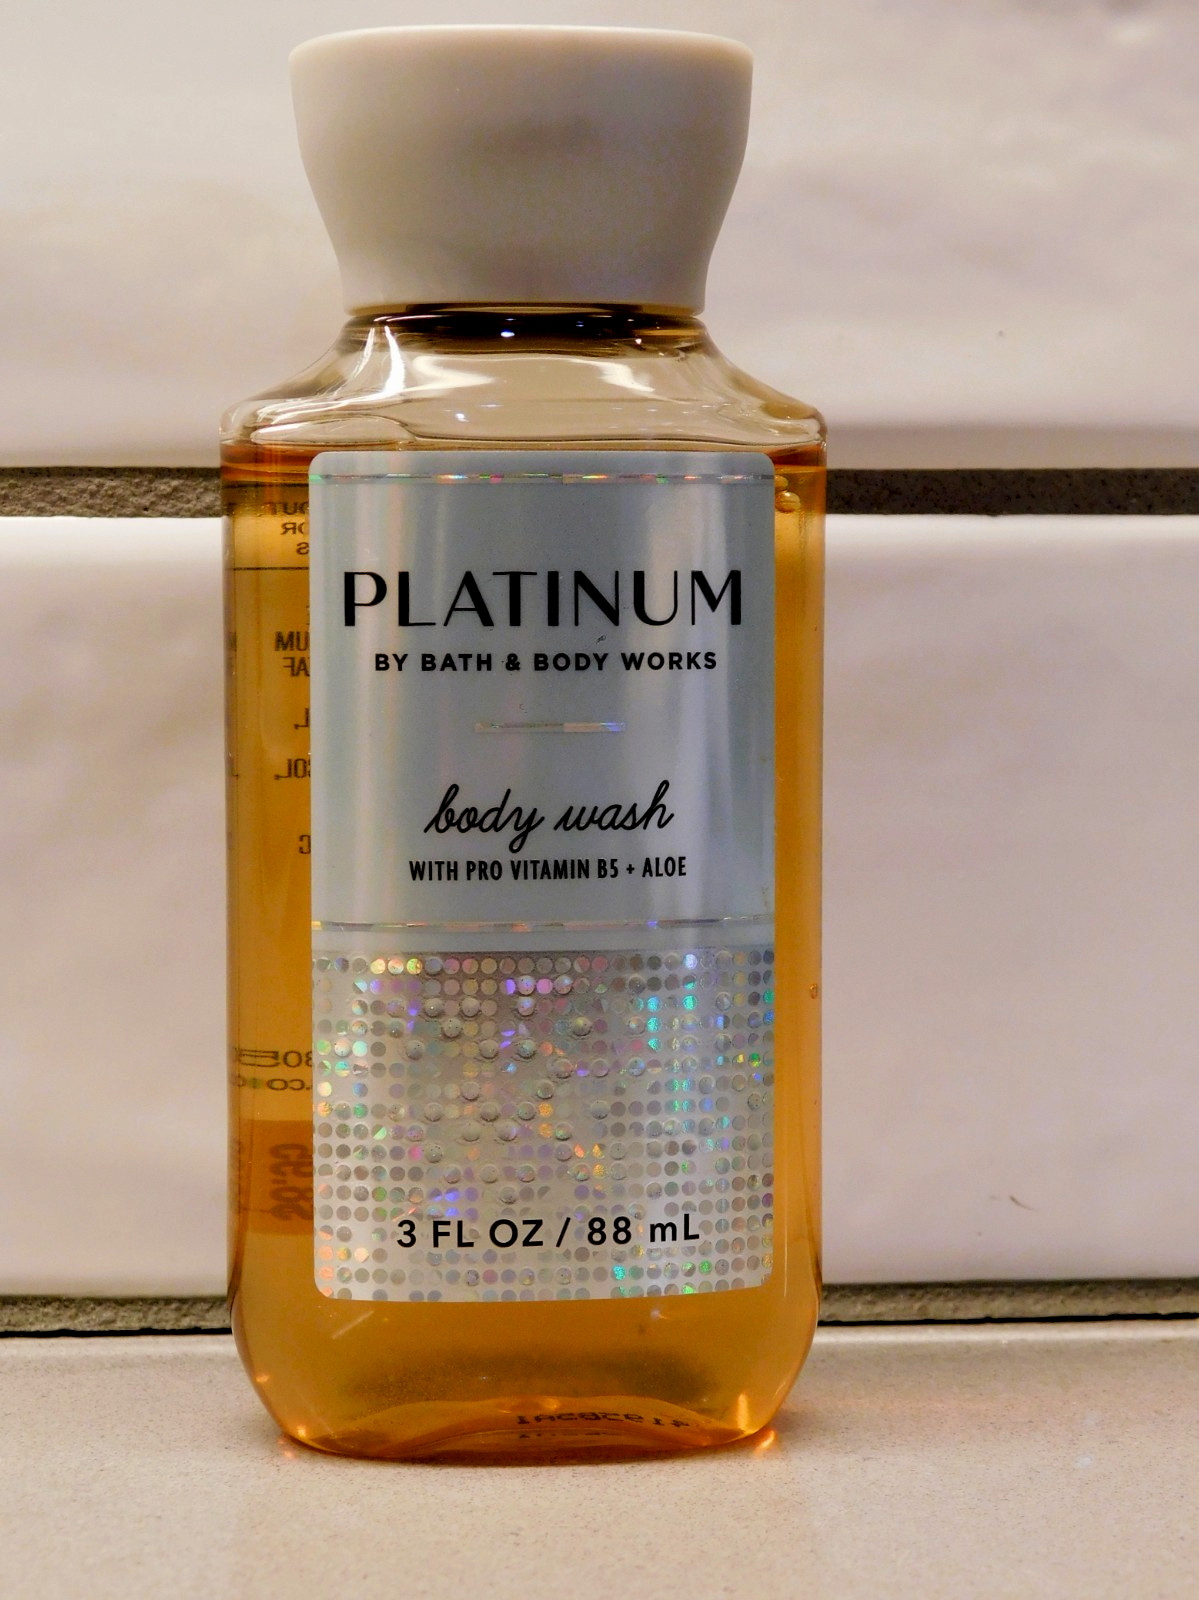 PLATINUM
BY BATH & BODY WORKS
body wash
WITH PRO VITAMIN B5 + ALOE
3 FL OZ / 88 mL